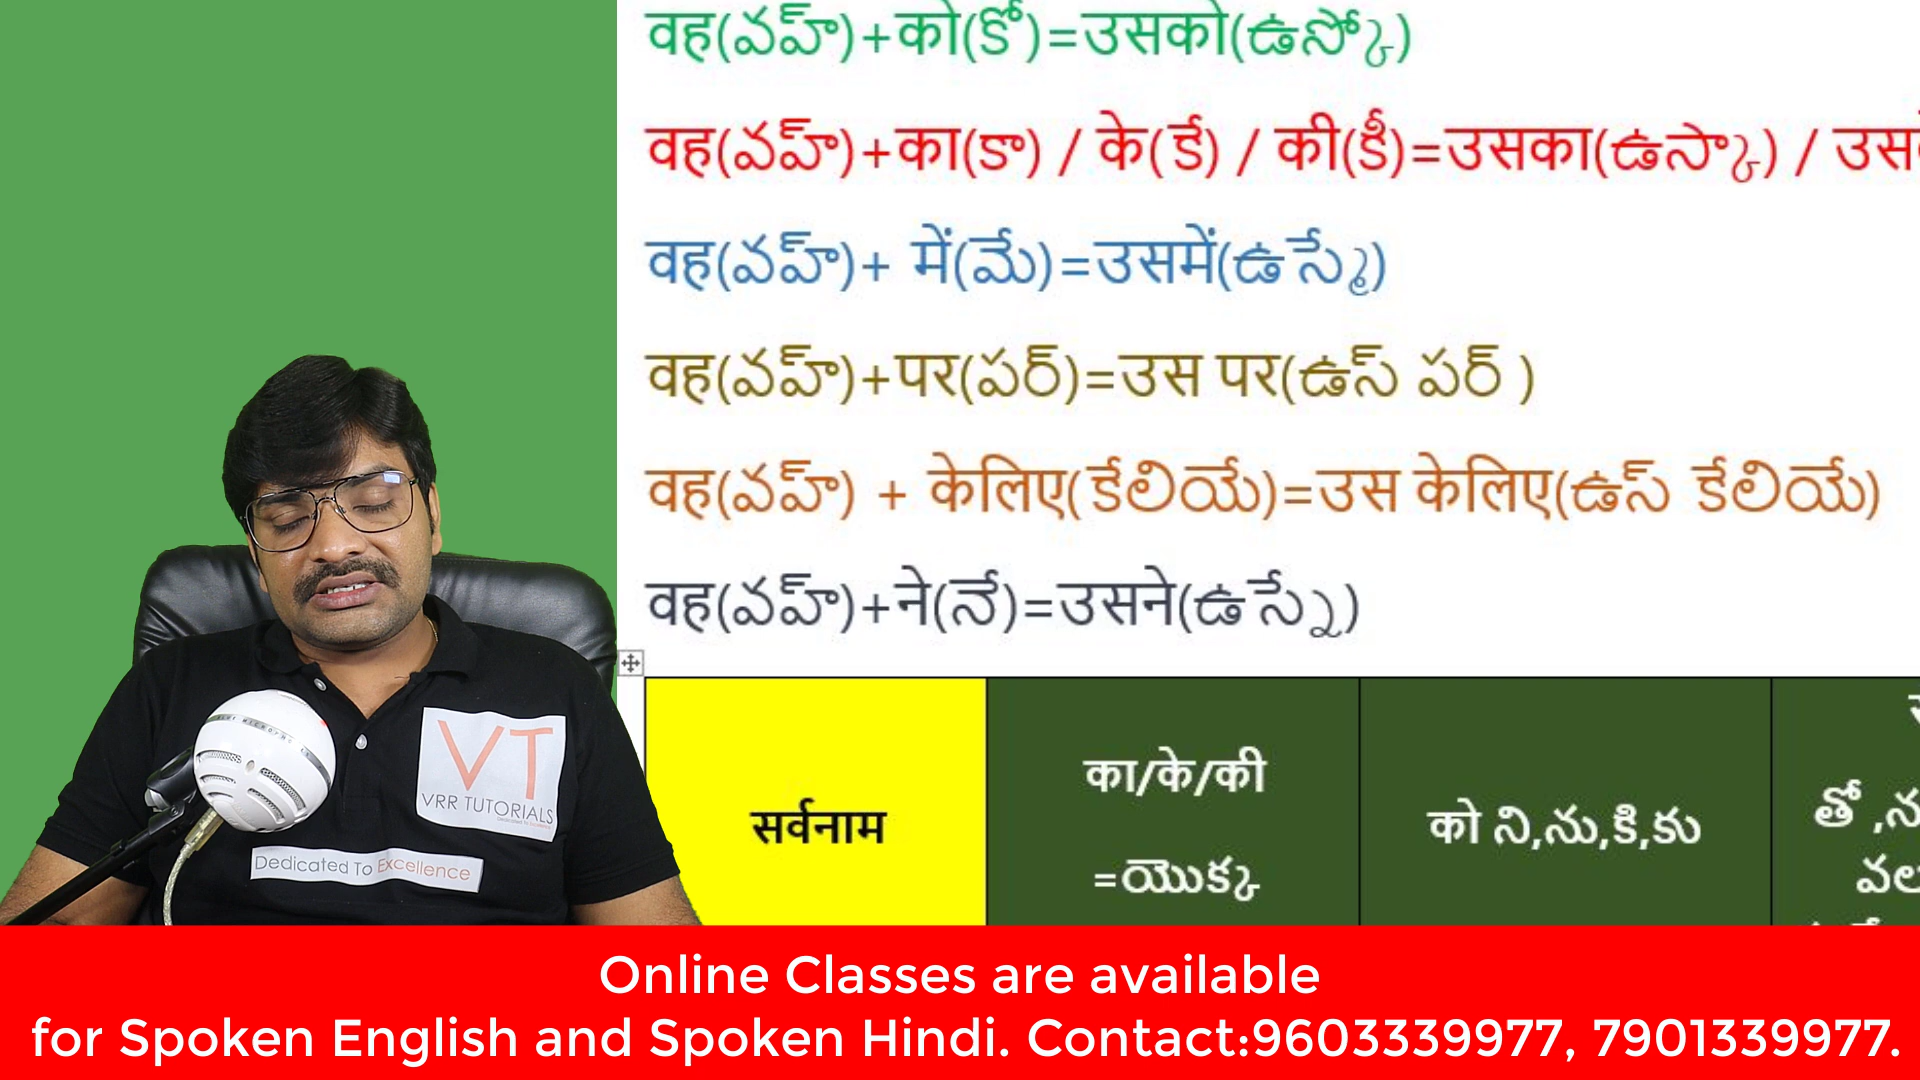 वह(వహ్)+को(కో)=उसको(ఉస్కో)
वह(వహ్)+का(కా) / के(కే) / की(కీ)=उसका(ఉస్కా) /
वह(వహ్)+ में(మే)=उसमें(ఉస్మే)
वह(వహ్)+पर(పర్)=उस पर(ఉస్ పర్ )
वह(వహ్) + केलिए(కేలియే)=उस केलिए(ఉస్ కేలియే)
वह(వహ్)+ने(నే)=उसने(ఉస్నే)
सर्वनाम
का/के/की
=యొక్క
को ని,ను,కి,కు
తో
VT
VRR TUTORIALS
Dedicated To Excellence
Online Classes are available
for Spoken English and Spoken Hindi. Contact:9603339977, 7901339977.